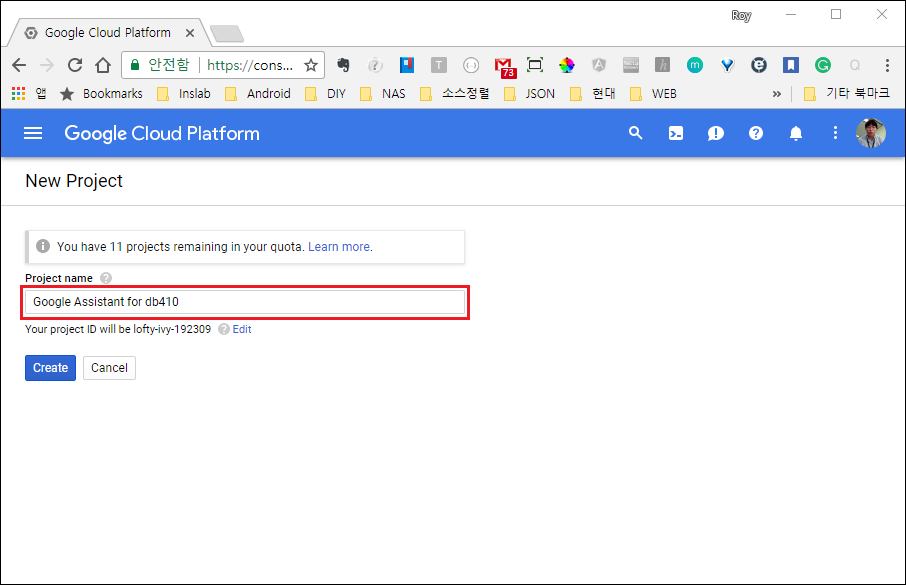 Roy
Google Cloud Platform
안전함 https://cons...
73
앱 Bookmarks Inslab Android DIY NAS 소스정렬 JSON 현대 WEB » 기타 북마크
Google Cloud Platform
New Project
You have 11 projects remaining in your quota. Learn more.
Project name
Google Assistant for db410
Your project ID will be lofty-ivy-192309 Edit
Create Cancel